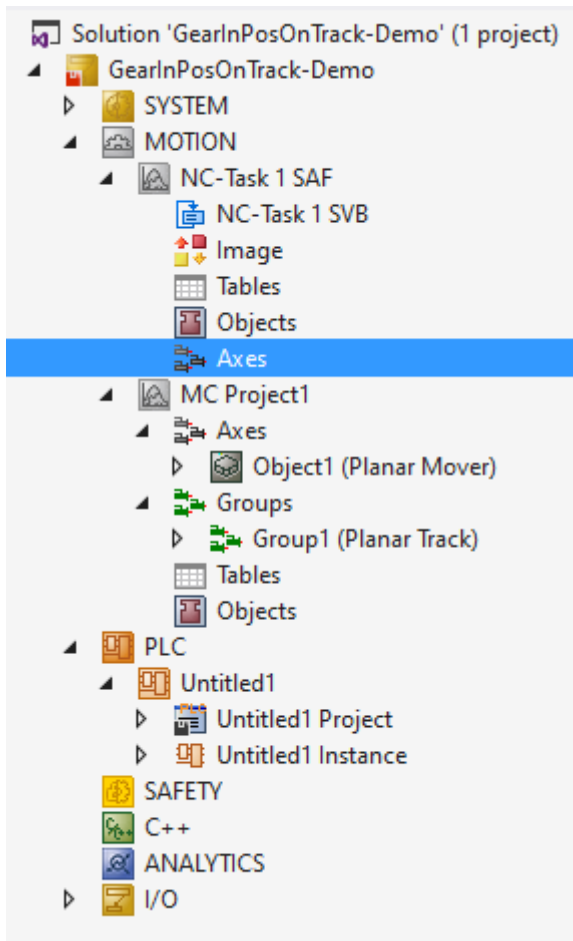 Solution 'GearInPosOnTrack-Demo' (1 project)
GearInPosOnTrack-Demo
SYSTEM
MOTION
NC-Task 1 SAF
NC-Task 1 SVB
Image
Tables
Objects
Axes
MC Project1
Axes
Object1 (Planar Mover)
Groups
Group1 (Planar Track)
Tables
Objects
PLC
Untitled1
Untitled1 Project
Untitled1 Instance
SAFETY
C++
ANALYTICS
I/O